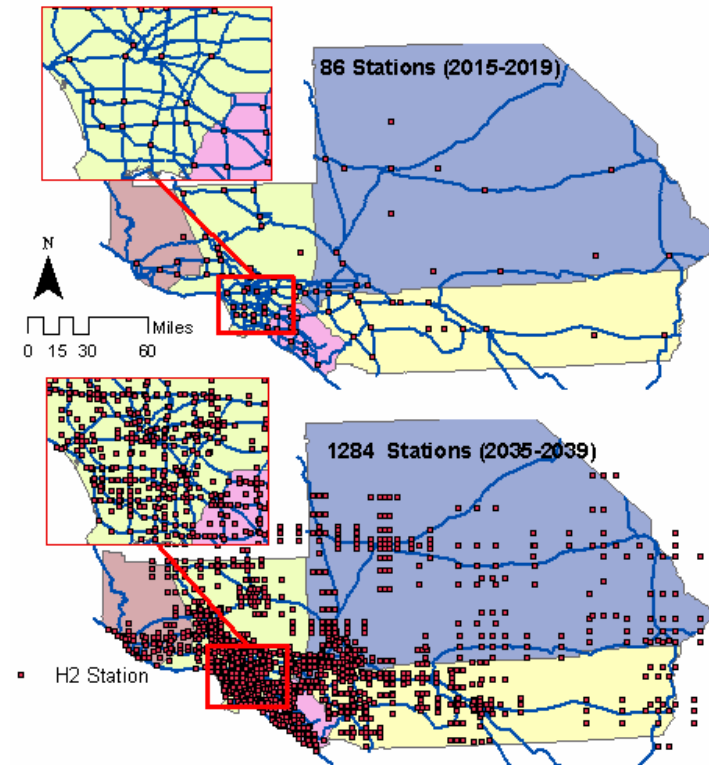 86 Stations (2015-2019)
N
Miles
0 15 30 60
1284 Stations (2035-2039)
H2 Station